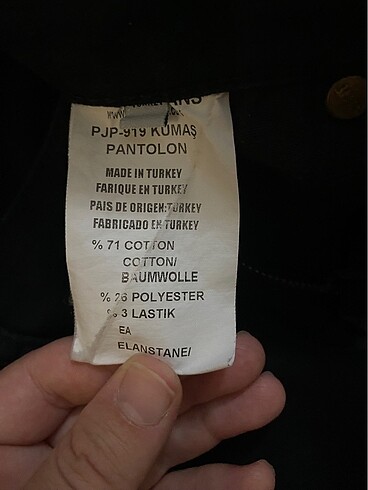 PJP-919 KUMAŞ
PANTOLON
MADE IN TURKEY
FARIQUE EN TURKEY
PAIS DE ORIGEN:TURKEY
FABRICADO EN TURKEY
% 71 COTTON
COTTON/
BAUMWOLLE
% 26 POLYESTER
% 3 LASTIK
EA
ELANSTANE/